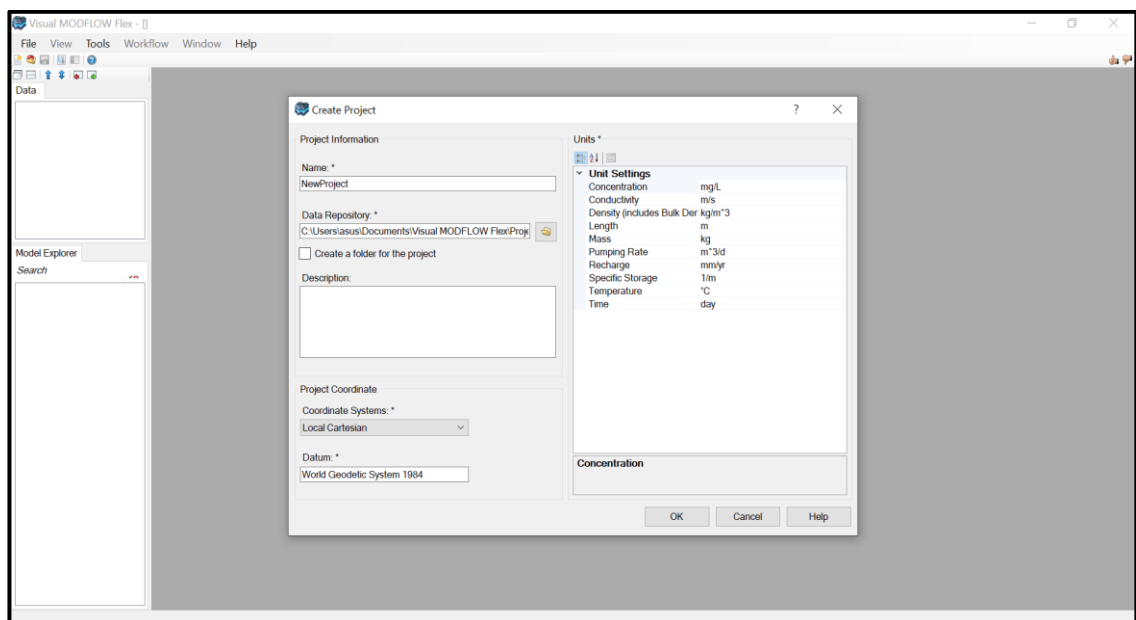 Visual MODFLOW Flex - []
File View Tools Workflow Window Help
Data
Model Explorer
Search
Create Project
?
Project Information
Name: *
NewProject
Data Repository: *
C:\Users\asus\Documents\Visual MODFLOW Flex\Proje
Create a folder for the project
Description:
Project Coordinate
Coordinate Systems: *
Local Cartesian
Datum: *
World Geodetic System 1984
Units *
Unit Settings
Concentration mg/L
Conductivity m/s
Density (includes Bulk Der kg/m^3
Length m
Mass kg
Pumping Rate m^3/d
Recharge mm/yr
Specific Storage 1/m
Temperature °C
Time day
Concentration
OK Cancel Help